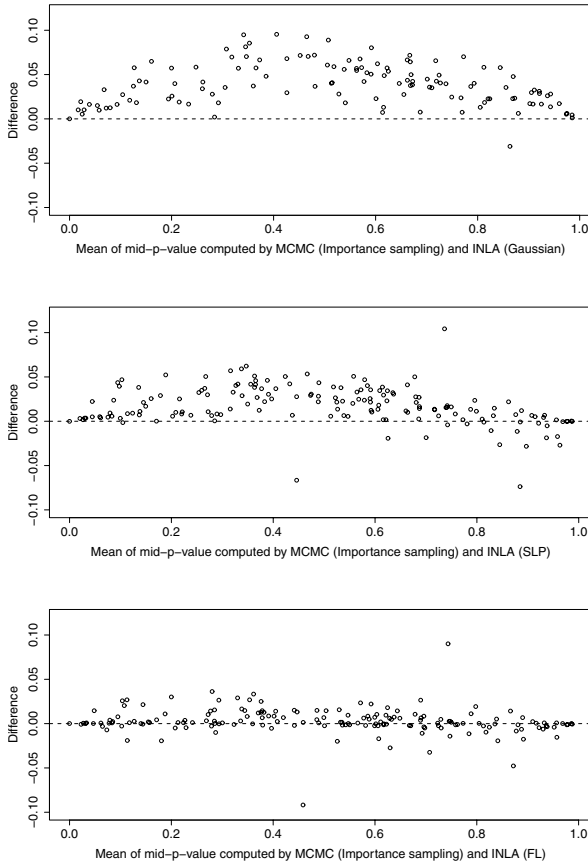 0.10
0.05
0.00
−0.05
−0.10
Difference
0.0 0.2 0.4 0.6 0.8 1.0
Mean of mid−p−value computed by MCMC (Importance sampling) and INLA (Gaussian)
0.10
0.05
0.00
−0.05
−0.10
Difference
0.0 0.2 0.4 0.6 0.8 1.0
Mean of mid−p−value computed by MCMC (Importance sampling) and INLA (SLP)
0.10
0.05
0.00
−0.05
−0.10
Difference
0.0 0.2 0.4 0.6 0.8 1.0
Mean of mid−p−value computed by MCMC (Importance sampling) and INLA (FL)